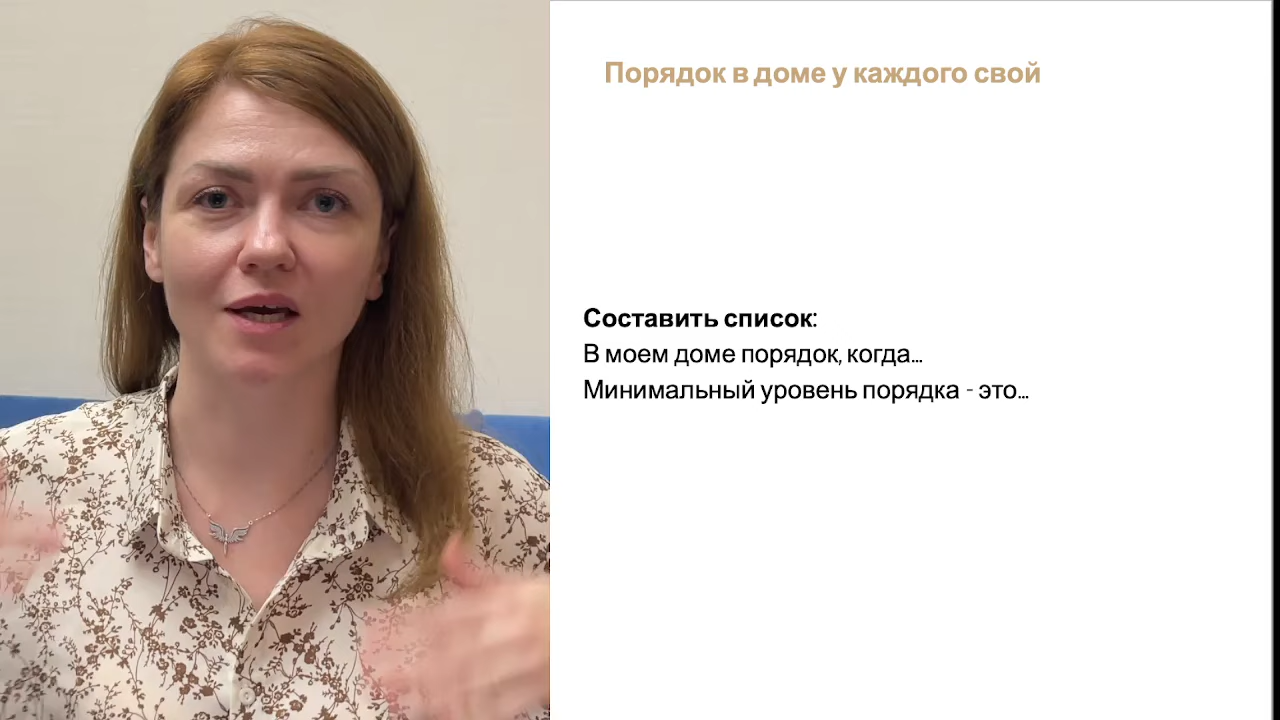 Порядок в доме у каждого свой
Составить список:
В моем доме порядок, когда...
Минимальный уровень порядка - это...